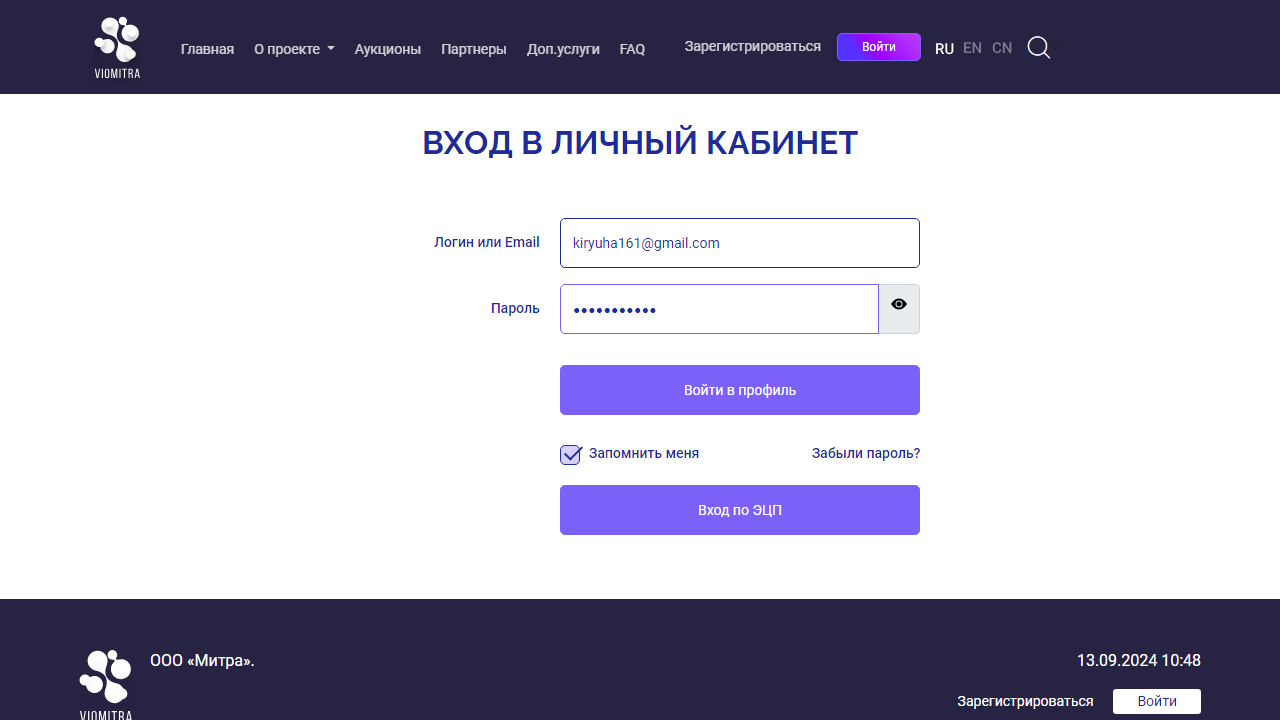 VIOMITRA
Главная О проекте Аукционы Партнеры Доп.услуги FAQ Зарегистрироваться Войти RU EN CN
ВХОД В ЛИЧНЫЙ КАБИНЕТ
Логин или Email kiryuha161@gmail.com
Пароль •••••••••••
Войти в профиль
Запомнить меня Забыли пароль?
Вход по ЭЦП
ООО «Митра». 13.09.2024 10:48
Зарегистрироваться Войти
VIOMITRA